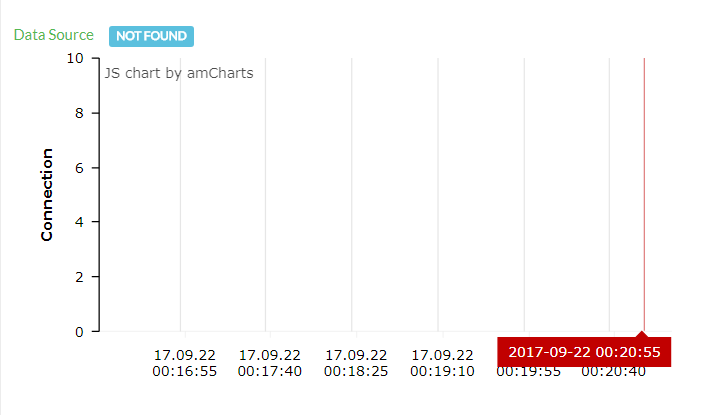 Data Source NOT FOUND
10
JS chart by amCharts
8
6
4
2
0
Connection
17.09.22 17.09.22 17.09.22 17.09.22
2017-09-22 00:20:55
00:16:55 00:17:40 00:18:25 00:19:10 00:19:55 00:20:40